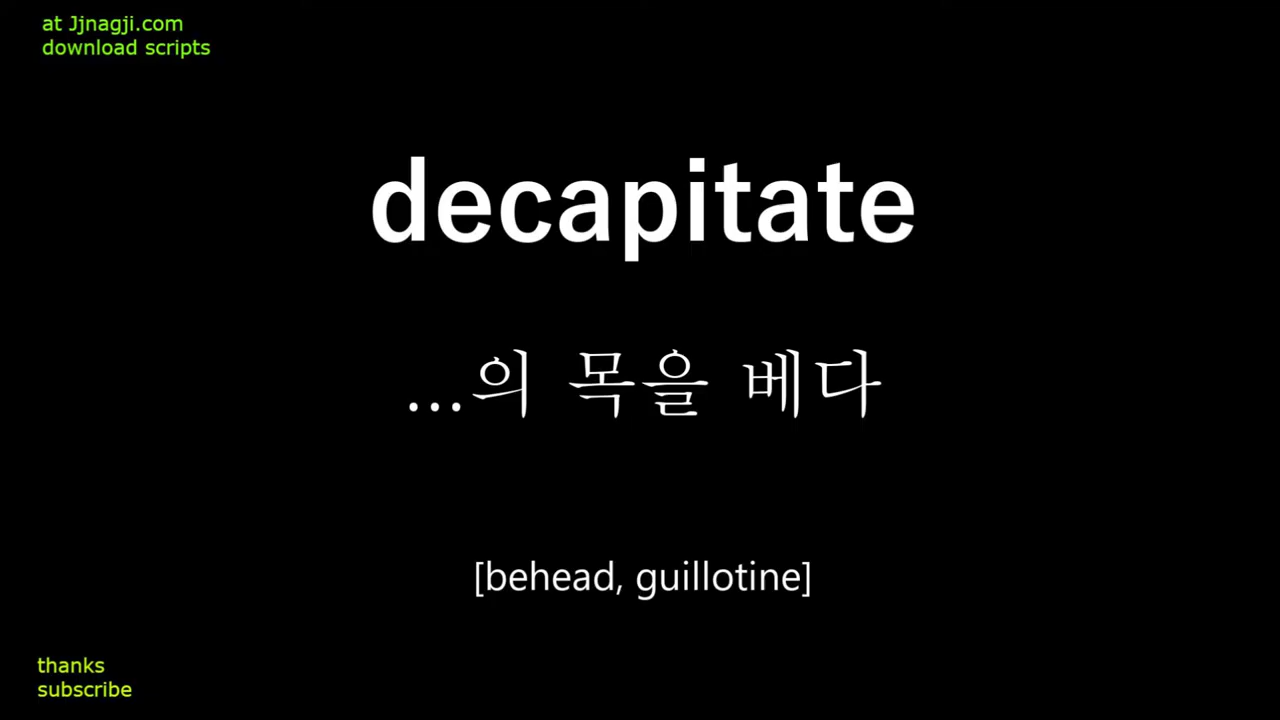 at Jjnagji.com
download scripts
decapitate
...의 목을 베다
[behead, guillotine]
thanks
subscribe